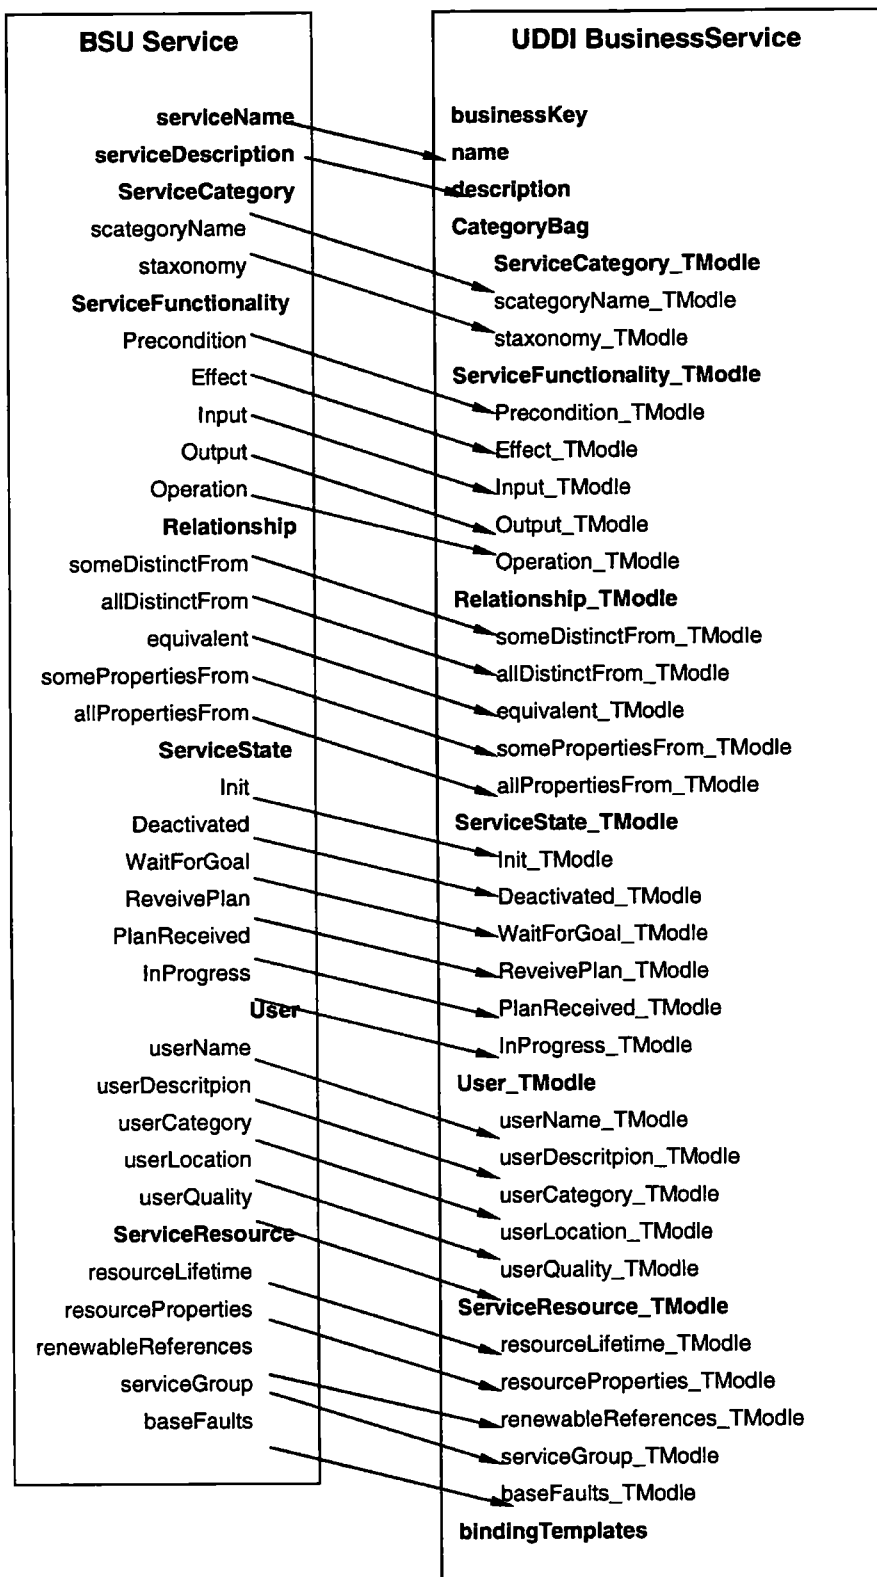 BSU Service
serviceName
serviceDescription
ServiceCategory
scategoryName
staxonomy
ServiceFunctionality
Precondition
Effect
Input
Output
Operation
Relationship
someDistinctFrom
allDistinctFrom
equivalent
somePropertiesFrom
allPropertiesFrom
ServiceState
Init
Deactivated
WaitForGoal
ReveivePlan
PlanReceived
InProgress
User
userName
userDescritpion
userCategory
userLocation
userQuality
ServiceResource
resourceLifetime
resourceProperties
renewableReferences
serviceGroup
baseFaults
UDDI BusinessService
businessKey
name
description
CategoryBag
ServiceCategory_TModle
scategoryName_TModle
staxonomy_TModle
ServiceFunctionality_TModle
Precondition_TModle
Effect_TModle
Input_TModle
Output_TModle
Operation_TModle
Relationship_TModle
someDistinctFrom_TModle
allDistinctFrom_TModle
equivalent_TModle
somePropertiesFrom_TModle
allPropertiesFrom_TModle
ServiceState_TModle
Init_TModle
Deactivated_TModle
WaitForGoal_TModle
ReveivePlan_TModle
PlanReceived_TModle
InProgress_TModle
User_TModle
userName_TModle
userDescritpion_TModle
userCategory_TModle
userLocation_TModle
userQuality_TModle
ServiceResource_TModle
resourceLifetime_TModle
resourceProperties_TModle
renewableReferences_TModle
serviceGroup_TModle
baseFaults_TModle
bindingTemplates